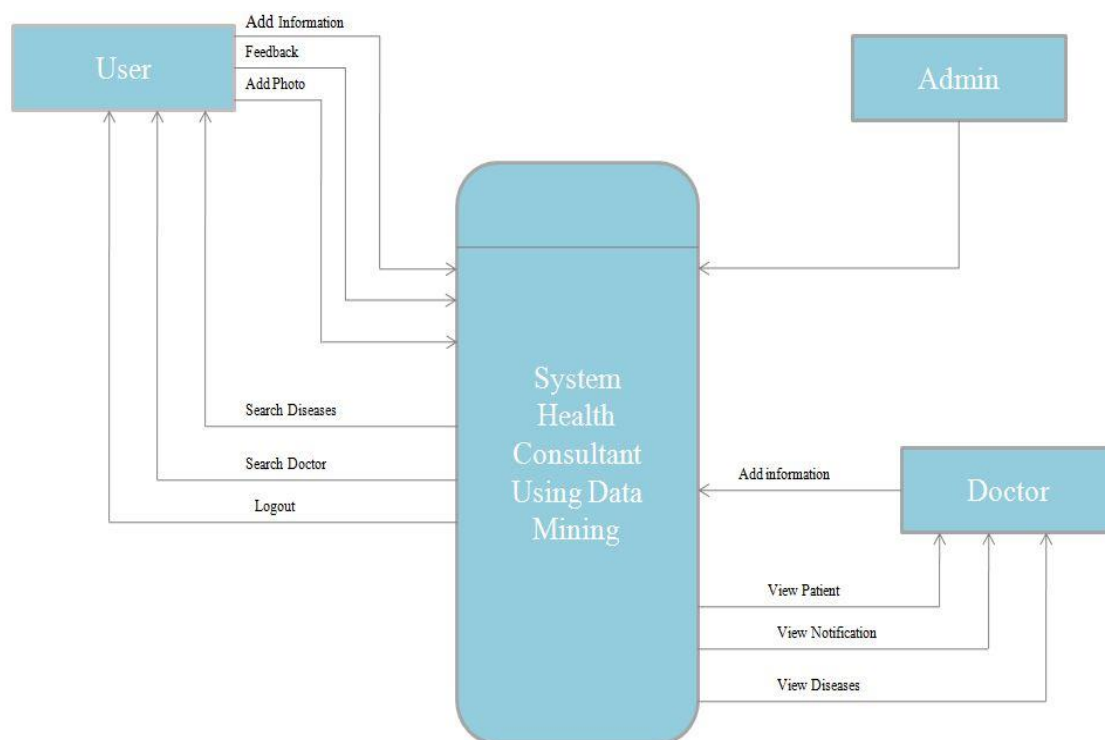 Add Information
User
Feedback
Add Photo
Admin
System
Health
Consultant
Using Data
Mining
Search Diseases
Search Doctor
Logout
Add information
Doctor
View Patient
View Notification
View Diseases